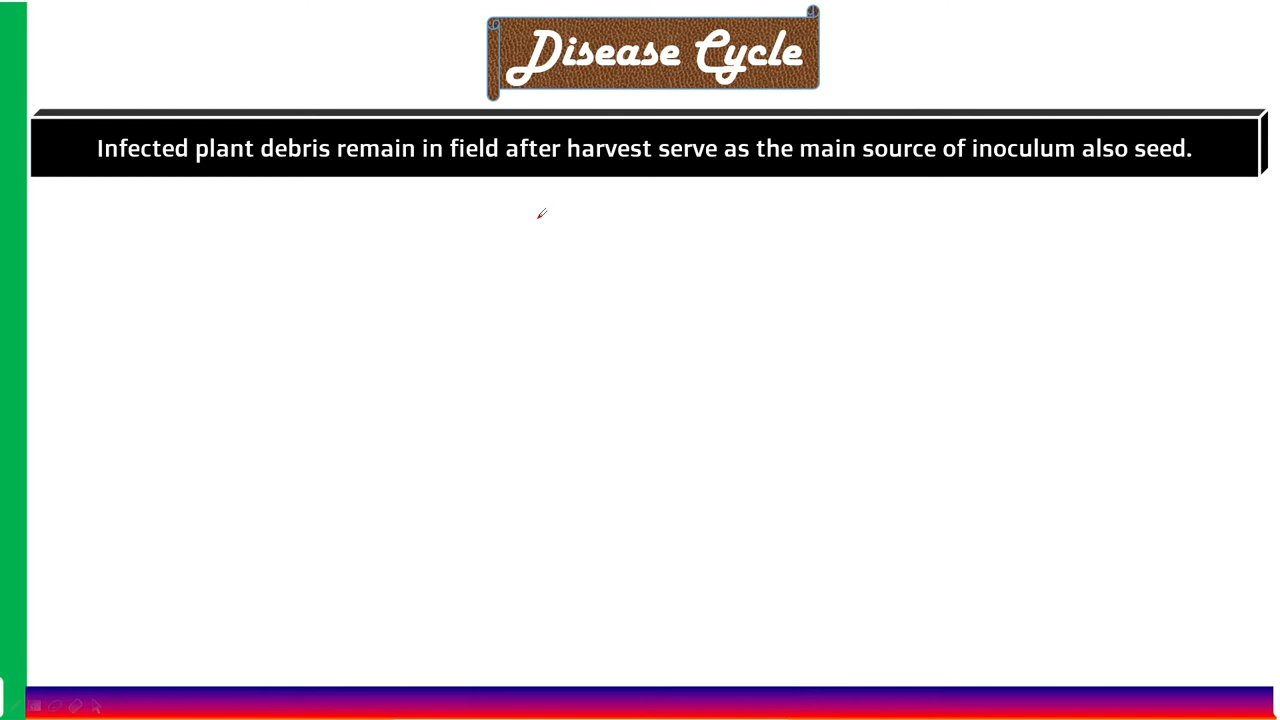 Disease Cycle
Infected plant debris remain in field after harvest serve as the main source of inoculum also seed.